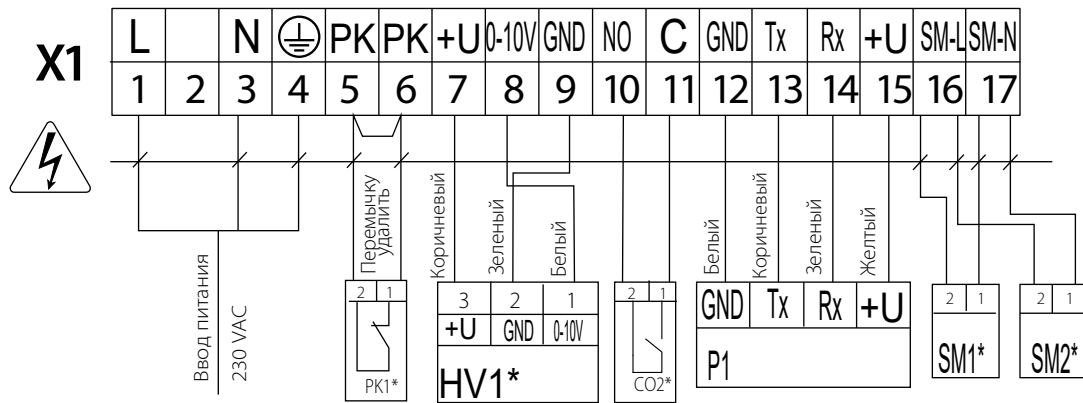 X1
L N PK PK +U 0-10V GND NO C GND Tx Rx +U SM-L SM-N
1 2 3 4 5 6 7 8 9 10 11 12 13 14 15 16 17
Ввод питания
230 VAC
Перемычку
удалить
Коричневый
Зеленый
Белый
Белый
Коричневый
Зеленый
Желтый
2 1
PK1*
3 2 1
+U GND 0-10V
HV1*
2 1
CO2*
GND Tx Rx +U
P1
2 1
SM1*
2 1
SM2*